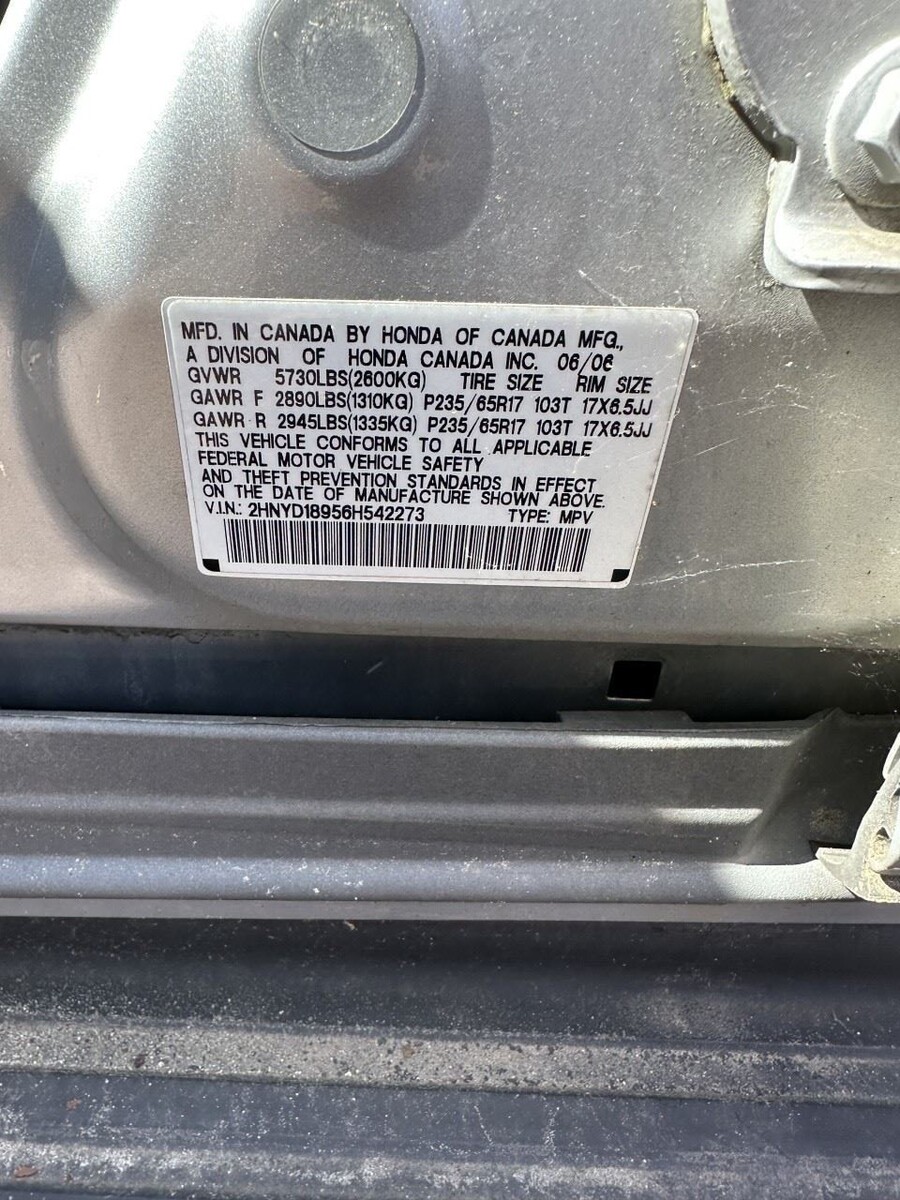 MFD. IN CANADA BY HONDA OF CANADA MFG.,
A DIVISION OF HONDA CANADA INC. 06/06
GVWR 5730LBS(2600KG) TIRE SIZE RIM SIZE
GAWR F 2890LBS(1310KG) P235/65R17 103T 17X6.5JJ
GAWR R 2945LBS(1335KG) P235/65R17 103T 17X6.5JJ
THIS VEHICLE CONFORMS TO ALL APPLICABLE
FEDERAL MOTOR VEHICLE SAFETY
AND THEFT PREVENTION STANDARDS IN EFFECT
ON THE DATE OF MANUFACTURE SHOWN ABOVE.
V.I.N.: 2HNYD18956H542273 TYPE: MPV